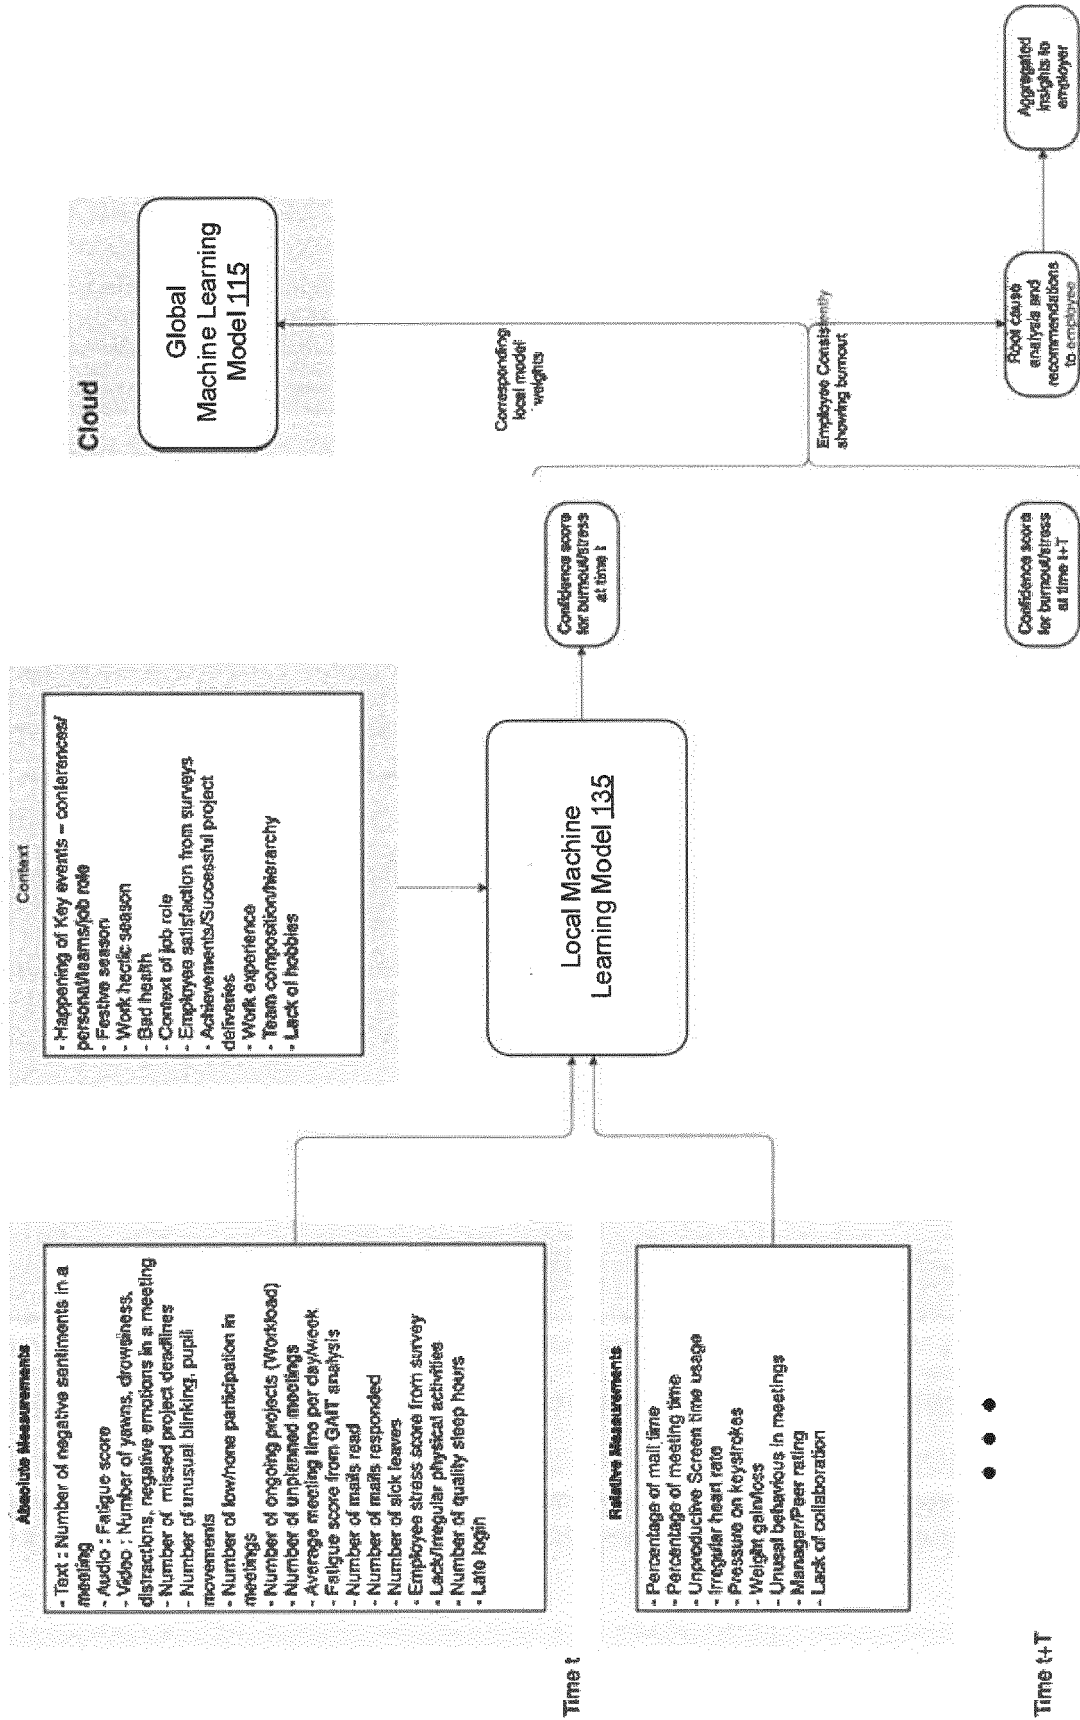 Absolute Measurements
- Text : Number of negative sentiments in a
meeting
- Audio : Fatigue score
- Video : Number of yawns, drowsiness,
distractions, negative emotions in a meeting
- Number of missed project deadlines
- Number of unusual blinking, pupil
movements
- Number of low/none participation in
meetings
- Number of ongoing projects (Workload)
- Number of unplaned meetings
- Average meeting time per day/week
- Fatigue score from GAIT analysis
- Number of mails read
- Number of mails responded
- Number of sick leaves
- Employee stress score from survey
- Lack/Irregular physical activities
- Number of quality sleep hours
- Late login
Time t
Relative Measurements
- Percentage of mail time
- Percentage of meeting time
- Unproductive Screen time usage
- Irregular heart rate
- Pressure on keystrokes
- Weight gain/loss
- Unusal behavious in meetings
- Manager/Peer rating
- Lack of collaboration
Time t+T
Context
- Happening of Key events – conferences/
personal/teams/job role
- Festive season
- Work hectic season
- Bad health
- Context of job role
- Employee satisfaction from surveys
- Achievements/Successful project
deliveries
- Work experience
- Team composition/hierarchy
- Lack of hobbies
Local Machine
Learning Model 135
Confidence score
for burnout/stress
at time t
Confidence score
for burnout/stress
at time t+T
Cloud
Global
Machine Learning
Model 115
Corresponding
local model
weights
Employee Consistently
showing burnout
Root cause
analysis and
recommendations
to employee
Aggregated
insights to
employer